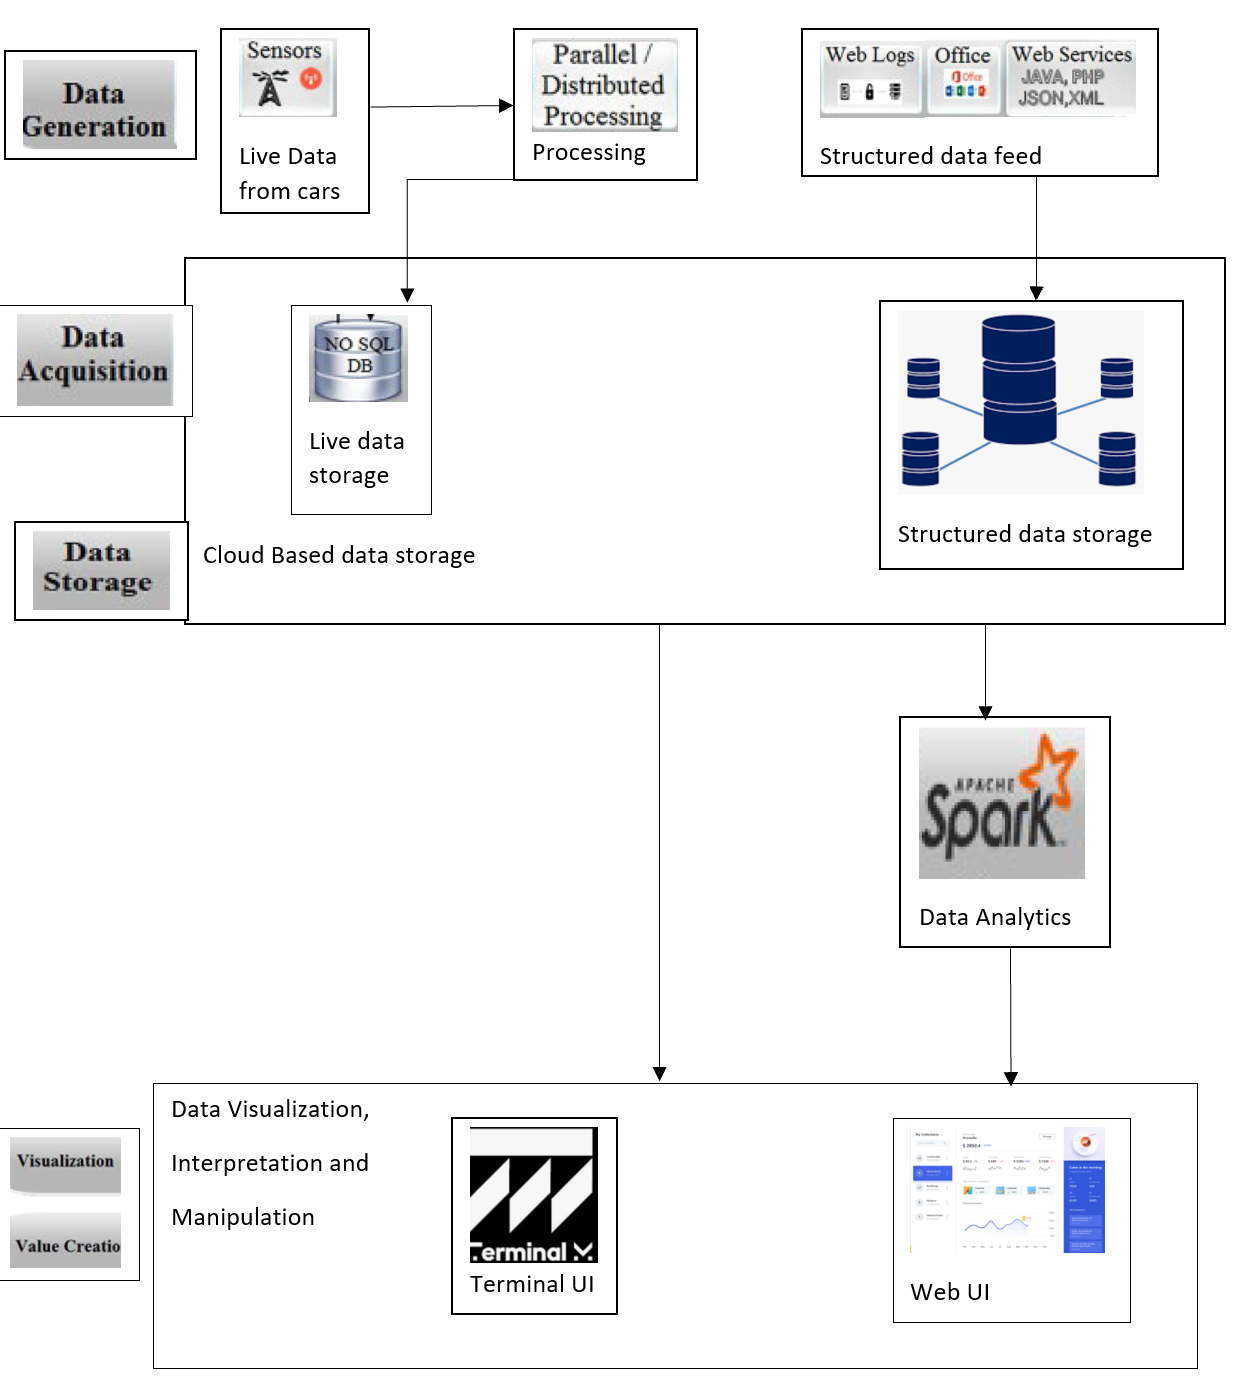 Data
Generation
Sensors
Live Data
from cars
Parallel /
Distributed
Processing
Processing
Web Logs
Office
Office
Web Services
JAVA, PHP
JSON,XML
Structured data feed
Data
Acquisition
NO SQL
DB
Live data
storage
Structured data storage
Data
Storage
Cloud Based data storage
APACHE
Spark
Data Analytics
Visualization
Value Creatio
Data Visualization,
Interpretation and
Manipulation
Terminal
Terminal UI
Web UI